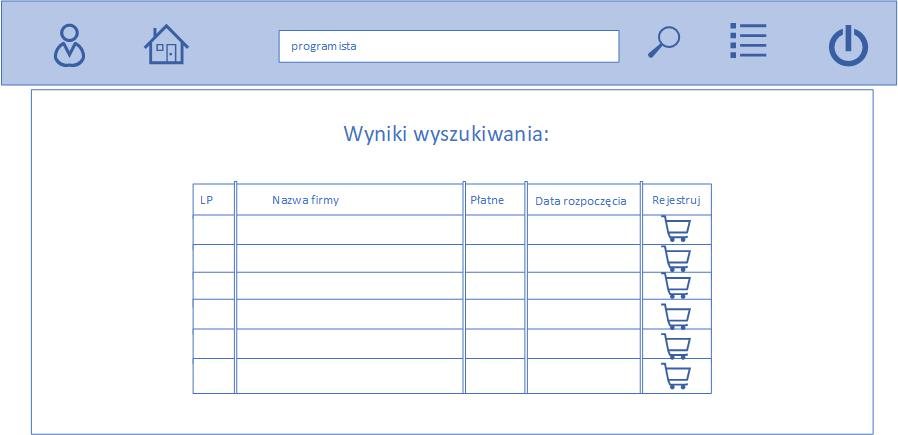 programista
Wyniki wyszukiwania:
LP Nazwa firmy Płatne Data rozpoczęcia Rejestruj